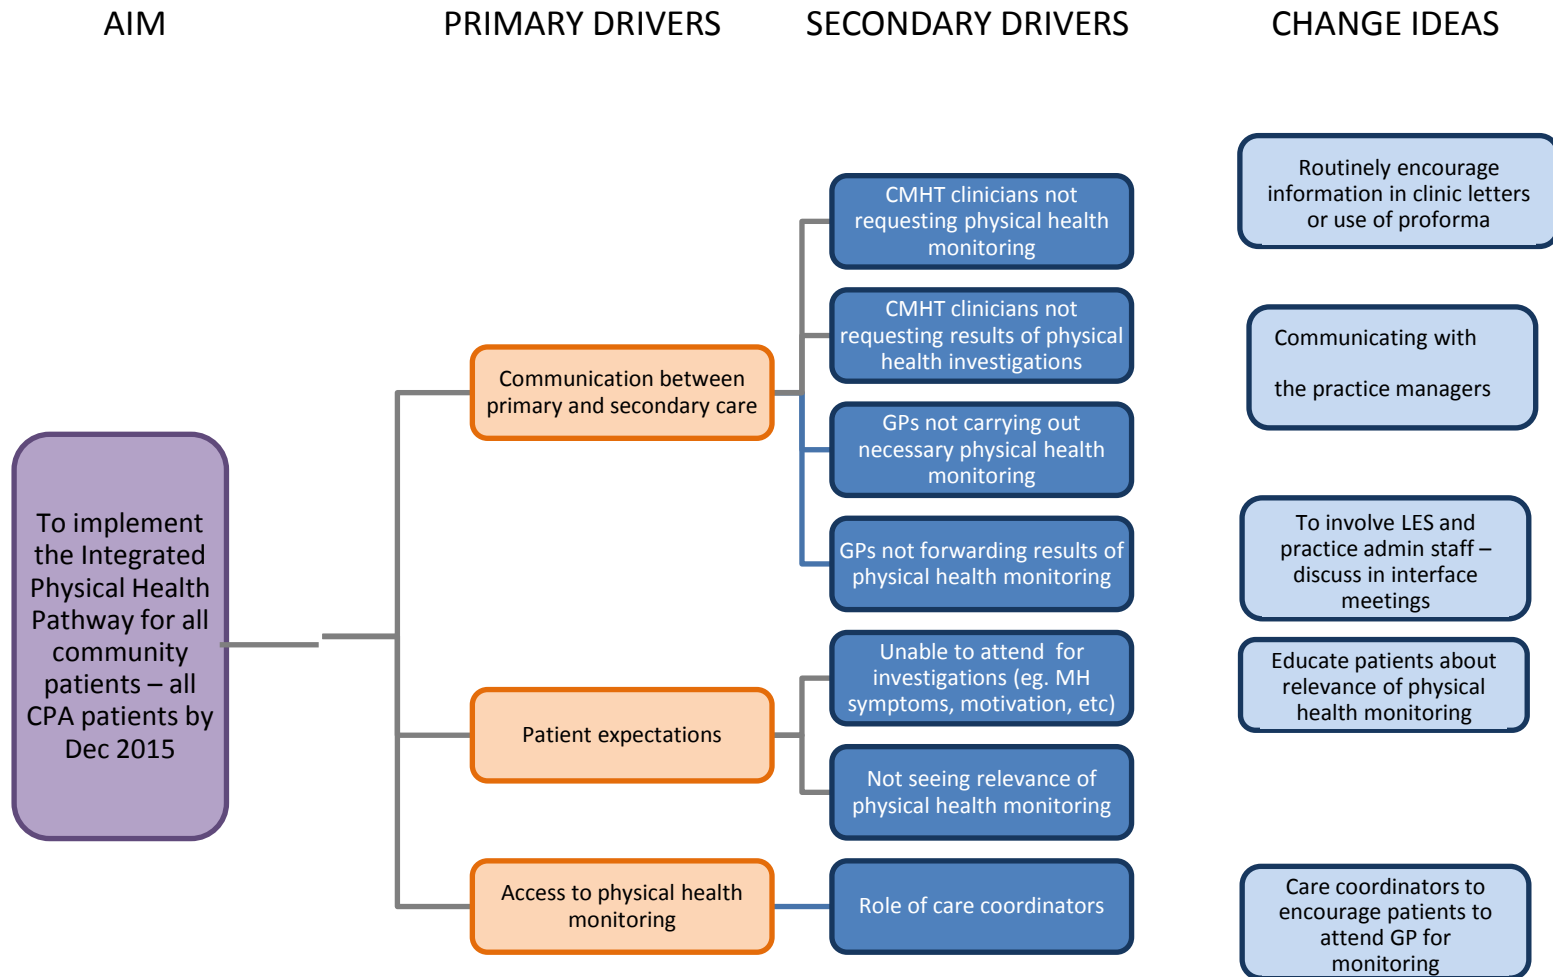 AIM
PRIMARY DRIVERS
SECONDARY DRIVERS
CHANGE IDEAS
To implement
the Integrated
Physical Health
Pathway for all
community
patients – all
CPA patients by
Dec 2015
Communication between
primary and secondary care
Patient expectations
Access to physical health
monitoring
CMHT clinicians not
requesting physical health
monitoring
CMHT clinicians not
requesting results of physical
health investigations
GPs not carrying out
necessary physical health
monitoring
GPs not forwarding results of
physical health monitoring
Unable to attend for
investigations (eg. MH
symptoms, motivation, etc)
Not seeing relevance of
physical health monitoring
Role of care coordinators
Routinely encourage
information in clinic letters
or use of proforma
Communicating with
the practice managers
To involve LES and
practice admin staff –
discuss in interface
meetings
Educate patients about
relevance of physical
health monitoring
Care coordinators to
encourage patients to
attend GP for
monitoring